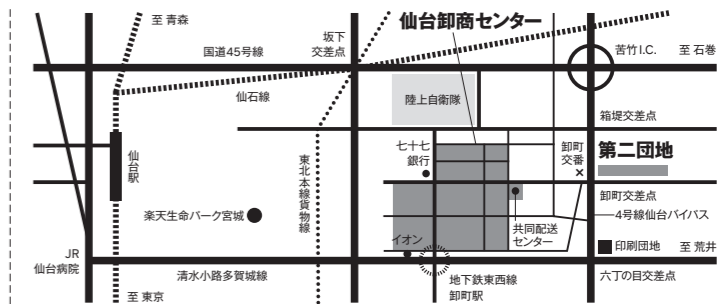 至 青森
坂下
交差点
仙台卸商センター
国道45号線
苦竹I.C.
至 石巻
仙石線
陸上自衛隊
箱堤交差点
七十七
銀行
卸町
交番
第二団地
仙台駅
東北本線貨物線
卸町交差点
楽天生命パーク宮城
4号線仙台バイパス
共同配送
センター
イオン
印刷団地
至 荒井
JR
仙台病院
清水小路多賀城線
地下鉄東西線
卸町駅
六丁の目交差点
至 東京